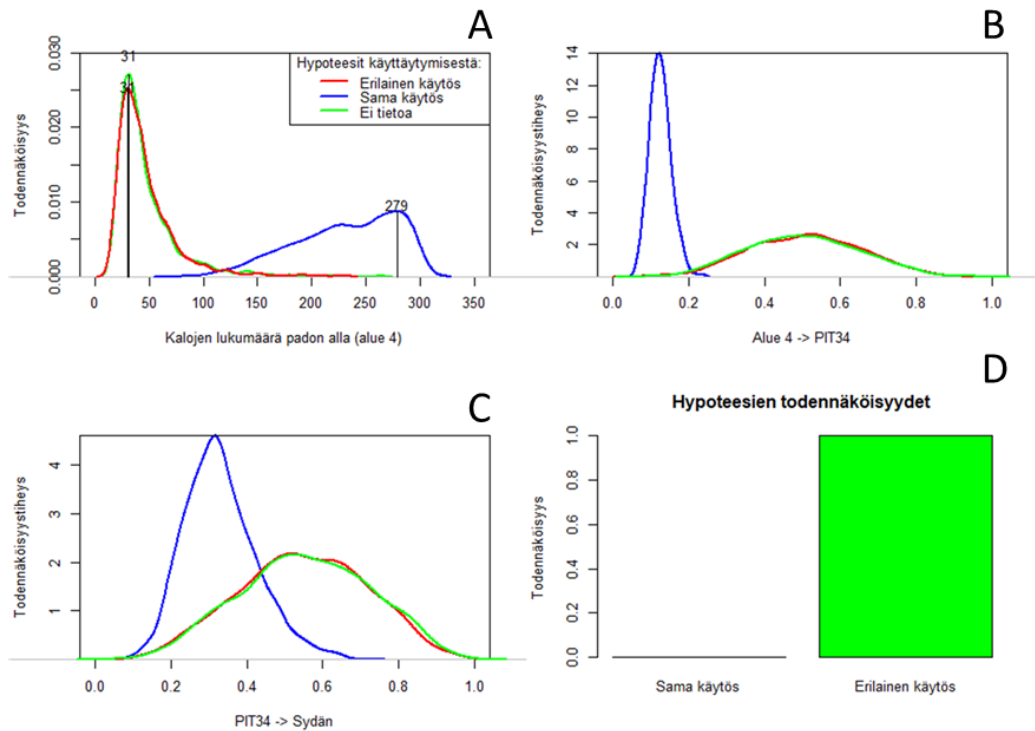 A
Todennäköisyys
0.000
0.010
0.020
0.030
31
31
279
Hypoteesit käyttäytymisestä:
Erilainen käytös
Sama käytös
Ei tietoa
0 50 100 150 200 250 300 350
Kalojen lukumäärä padon alla (alue 4)
B
Todennäköisyystiheys
14
12
10
8
6
4
2
0.0 0.2 0.4 0.6 0.8 1.0
Alue 4 -> PIT34
C
Todennäköisyystiheys
4
3
2
1
0.0 0.2 0.4 0.6 0.8 1.0
PIT34 -> Sydän
D
Hypoteesien todennäköisyydet
Todennäköisyys
1.0
0.8
0.6
0.4
0.2
0.0
Sama käytös Erilainen käytös